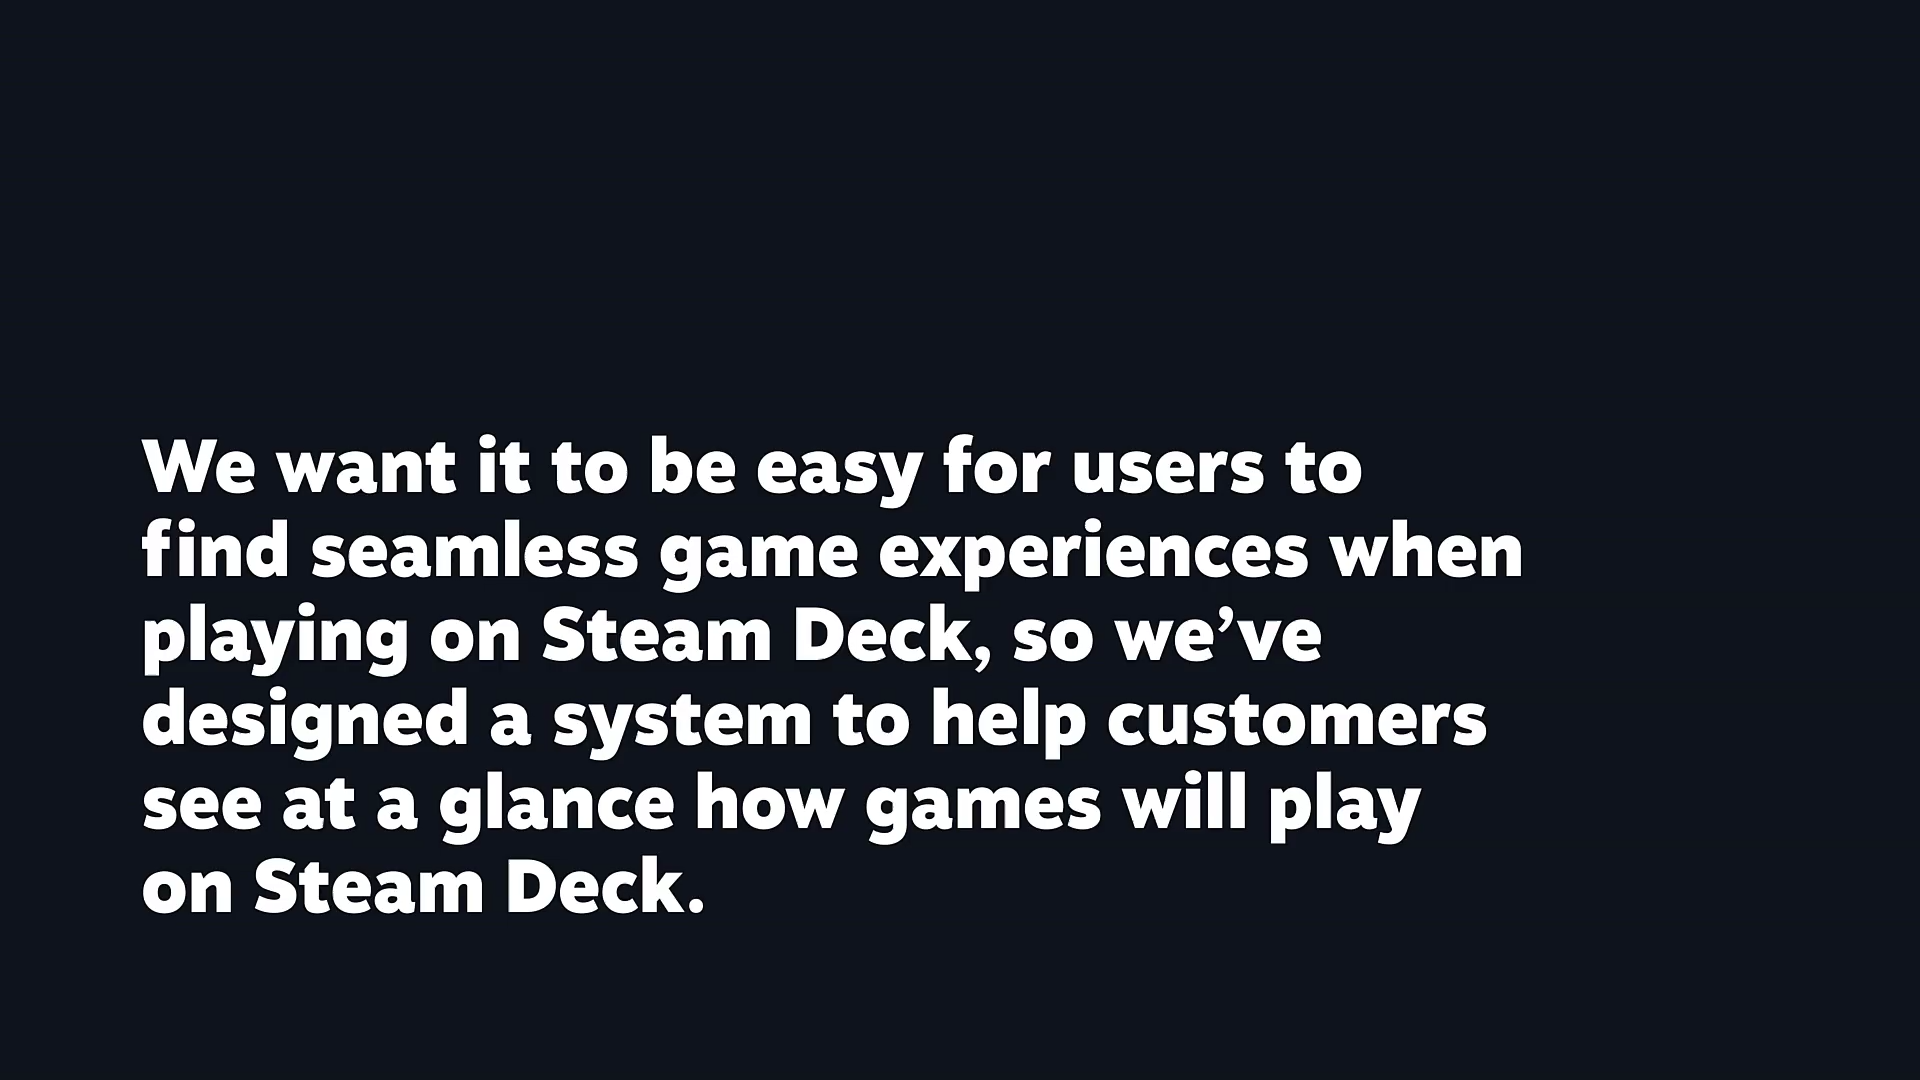 We want it to be easy for users to
find seamless game experiences when
playing on Steam Deck, so we’ve
designed a system to help customers
see at a glance how games will play
on Steam Deck.